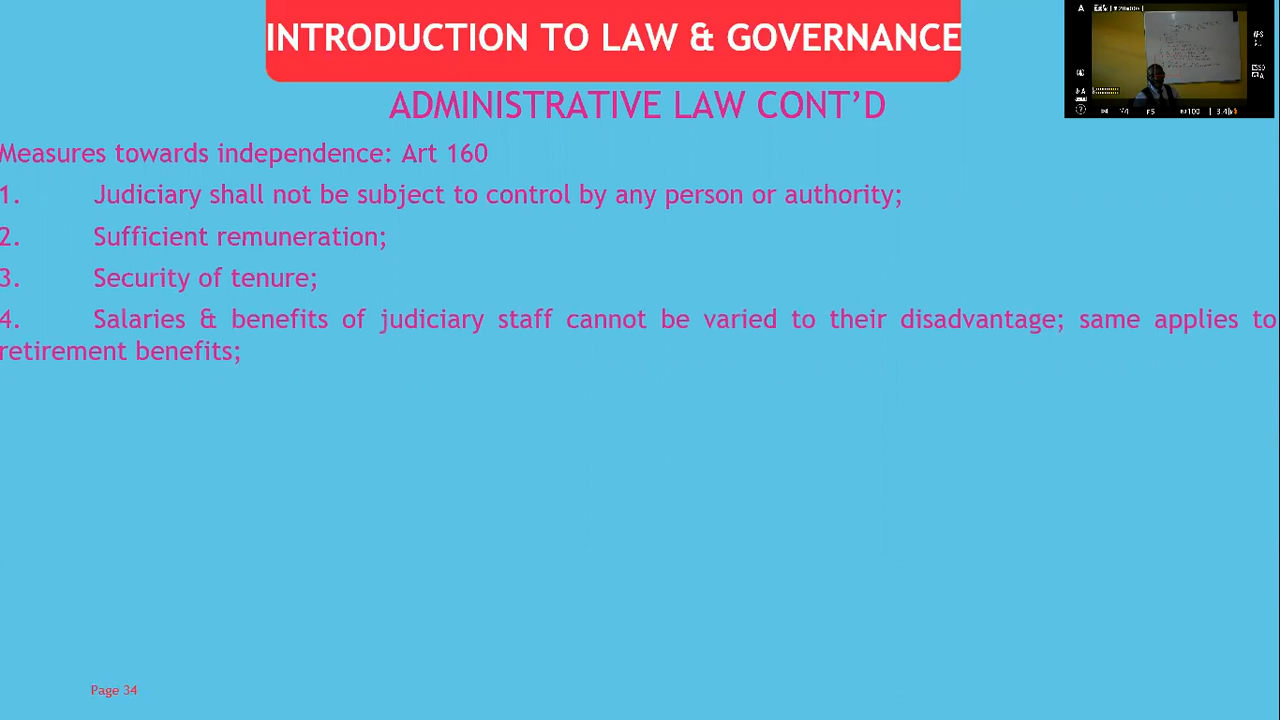 INTRODUCTION TO LAW & GOVERNANCE
ADMINISTRATIVE LAW CONT’D
Measures towards independence: Art 160
1. Judiciary shall not be subject to control by any person or authority;
2. Sufficient remuneration;
3. Security of tenure;
4. Salaries & benefits of judiciary staff cannot be varied to their disadvantage; same applies to
retirement benefits;
Page 34